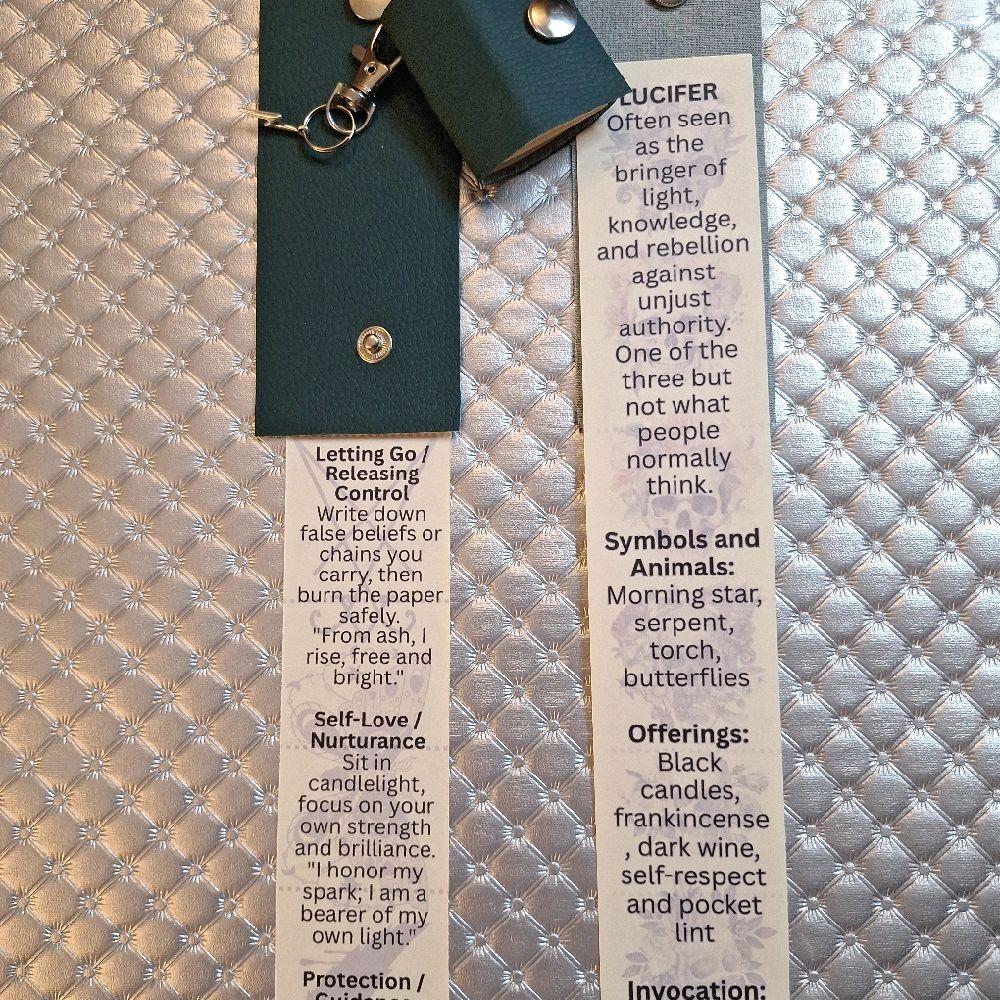 Letting Go /
Releasing
Control
Write down
false beliefs or
chains you
carry, then
burn the paper
safely.
"From ash, I
rise, free and
bright."
Self-Love /
Nurturance
Sit in
candlelight,
focus on your
own strength
and brilliance.
"I honor my
spark; I am a
bearer of my
own light."
Protection /
Guidance
LUCIFER
Often seen
as the
bringer of
light,
knowledge,
and rebellion
against
unjust
authority.
One of the
three but
not what
people
normally
think.
Symbols and
Animals:
Morning star,
serpent,
torch,
butterflies
Offerings:
Black
candles,
frankincense
, dark wine,
self-respect
and pocket
lint
Invocation: